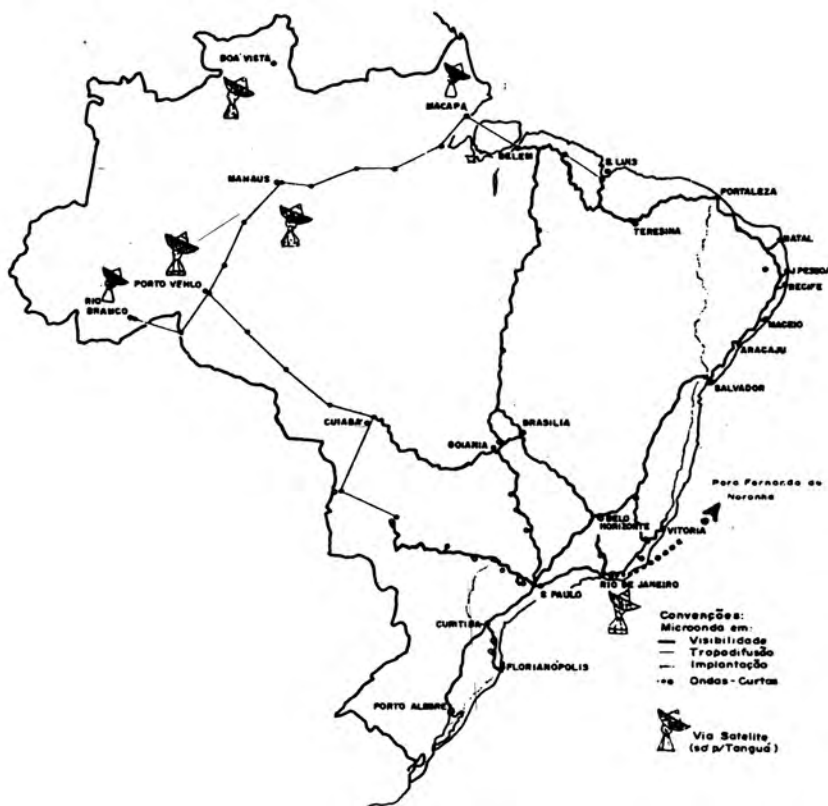 BOA VISTA
MACAPÁ
BELEM
S. LUIS
MANAUS
FORTALEZA
TERESINA
NATAL
J. PESSOA
RECIFE
PORTO VEHLO
RIO
BRANCO
MACEIO
ARACAJU
SALVADOR
CUIABÁ
BRASILIA
GOIANIA
Para Fernando de
Noronha
BELO
HORIZONTE
VITORIA
RIO DE JANEIRO
S PAULO
CURITIBA
FLORIANÓPOLIS
PORTO ALEGRE
Convenções:
Microonda em:
Visibilidade
Tropodifusão
Implantação
Ondas-Curtas
Via Satelite
(só p/Tanguá)